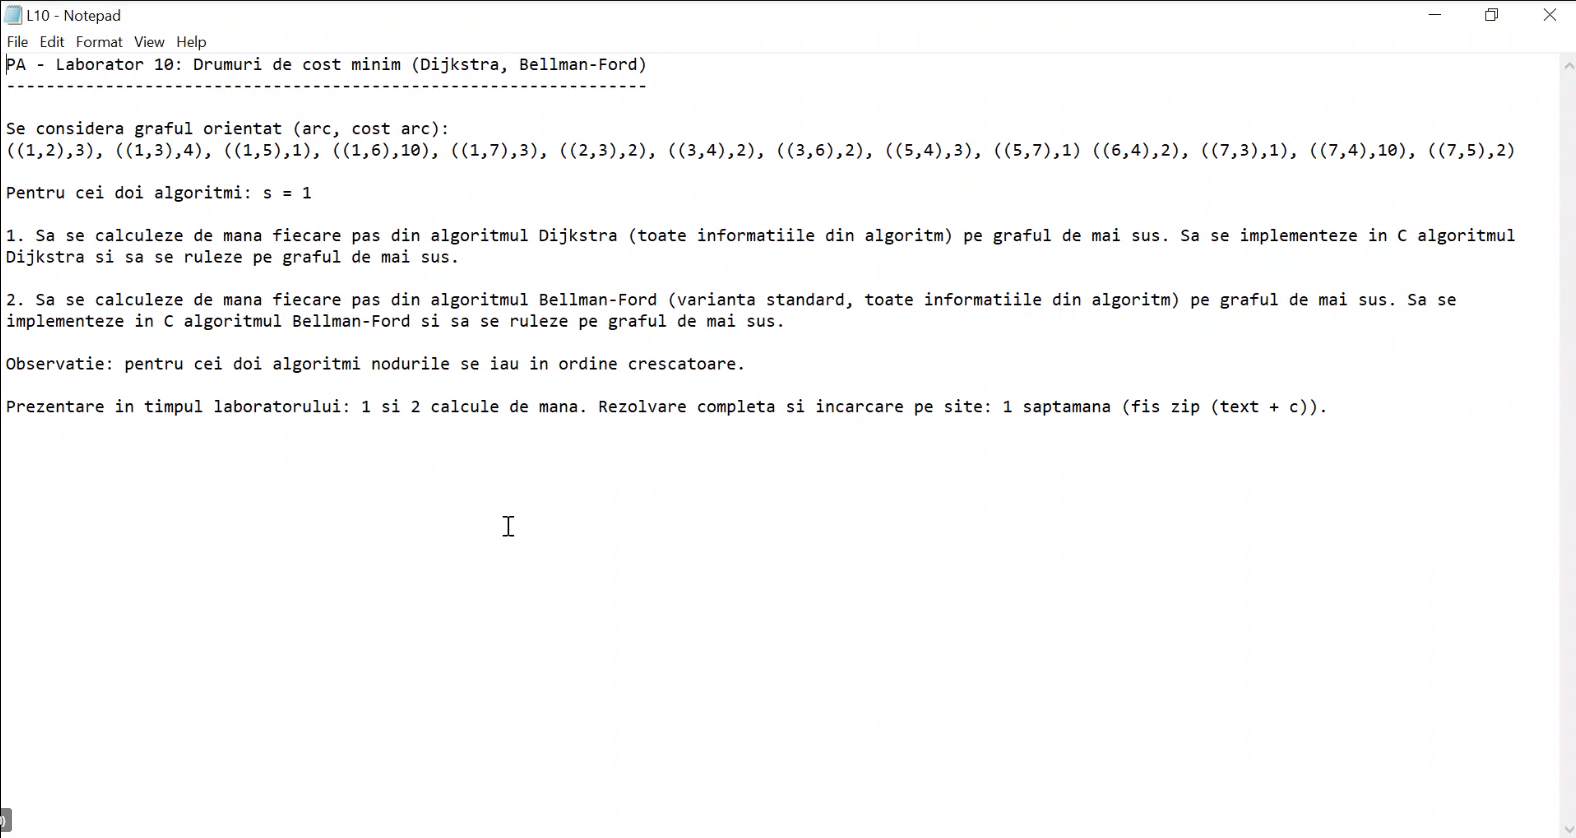 L10 - Notepad
File Edit Format View Help
PA - Laborator 10: Drumuri de cost minim (Dijkstra, Bellman-Ford)
-----------------------------------------------------------------
Se considera graful orientat (arc, cost arc):
((1,2),3), ((1,3),4), ((1,5),1), ((1,6),10), ((1,7),3), ((2,3),2), ((3,4),2), ((3,6),2), ((5,4),3), ((5,7),1) ((6,4),2), ((7,3),1), ((7,4),10), ((7,5),2)
Pentru cei doi algoritmi: s = 1
1. Sa se calculeze de mana fiecare pas din algoritmul Dijkstra (toate informatiile din algoritm) pe graful de mai sus. Sa se implementeze in C algoritmul
Dijkstra si sa se ruleze pe graful de mai sus.
2. Sa se calculeze de mana fiecare pas din algoritmul Bellman-Ford (varianta standard, toate informatiile din algoritm) pe graful de mai sus. Sa se
implementeze in C algoritmul Bellman-Ford si sa se ruleze pe graful de mai sus.
Observatie: pentru cei doi algoritmi nodurile se iau in ordine crescatoare.
Prezentare in timpul laboratorului: 1 si 2 calcule de mana. Rezolvare completa si incarcare pe site: 1 saptamana (fis zip (text + c)).